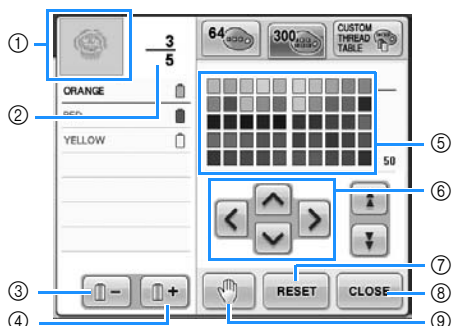 ①
3
5
②
64
300
CUSTOM
THREAD
TABLE
ORANGE
RED
YELLOW
⑤
50
⑥
③
④
RESET
CLOSE
⑦
⑧
⑨